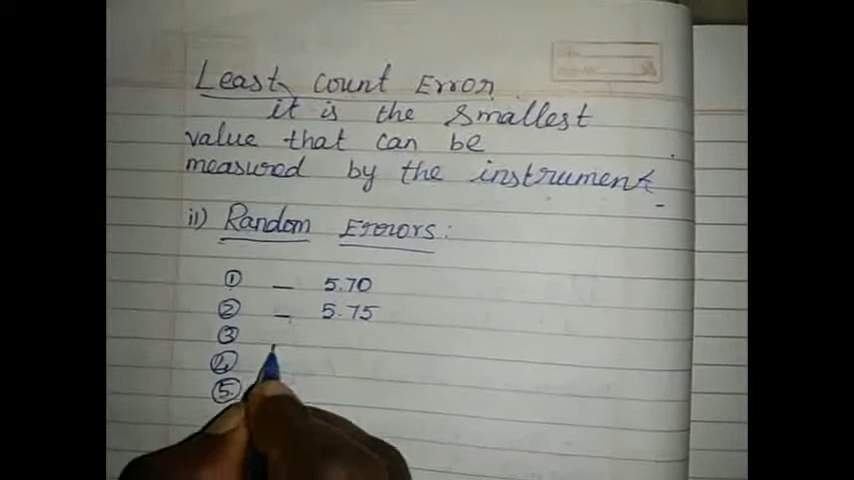 Least count Error
it is the smallest
value that can be
measured by the instrument.
ii) Random Errors:
① — 5.70
② — 5.75
③
④
⑤